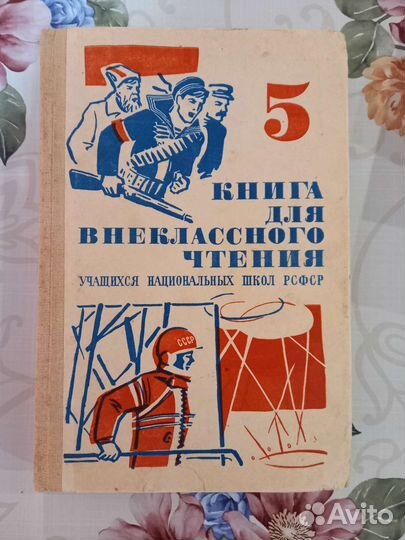 5
КНИГА
ДЛЯ
ВНЕКЛАССНОГО
ЧТЕНИЯ
УЧАЩИХСЯ НАЦИОНАЛЬНЫХ ШКОЛ РСФСР
СССР
Avito